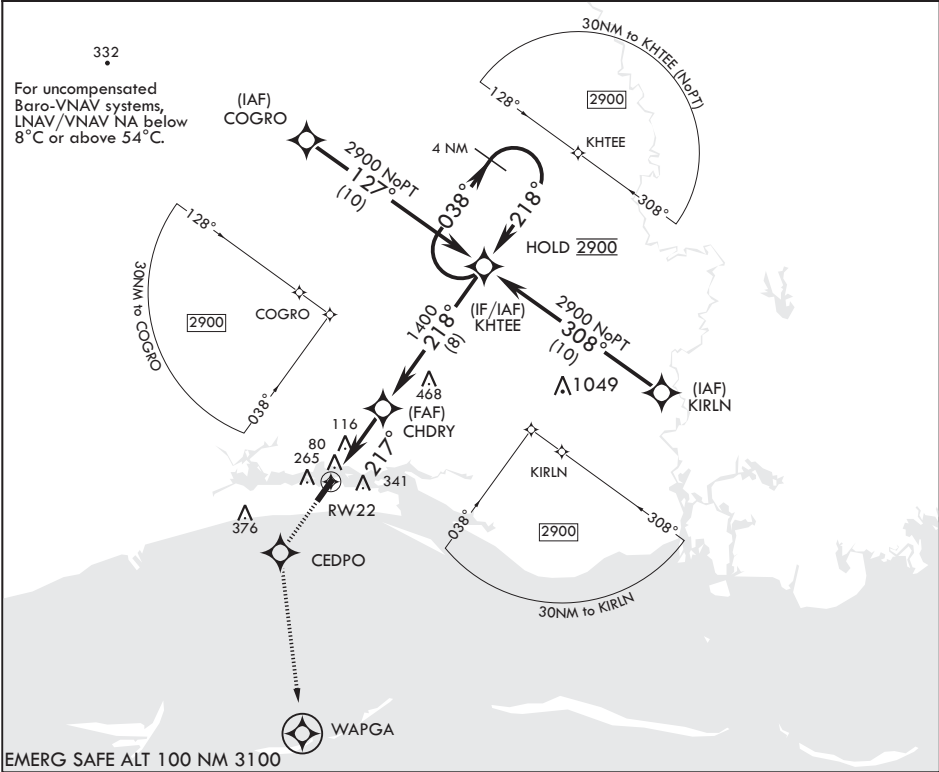 332
For uncompensated
Baro-VNAV systems,
LNAV/VNAV NA below
8°C or above 54°C.
(IAF)
COGRO
2900 NoPT
127°
(10)
4 NM
038°
218°
HOLD 2900
30NM to KHTEE (NoPT)
2900
128°
KHTEE
308°
128°
30NM to COGRO
COGRO
2900
038°
(IF/IAF)
KHTEE
2900 NoPT
308°
(10)
1400
218°
(8)
1049
(IAF)
KIRLN
468
(FAF)
CHDRY
116
80
265
217°
341
RW22
376
CEDPO
KIRLN
038°
2900
308°
30NM to KIRLN
WAPGA
EMERG SAFE ALT 100 NM 3100